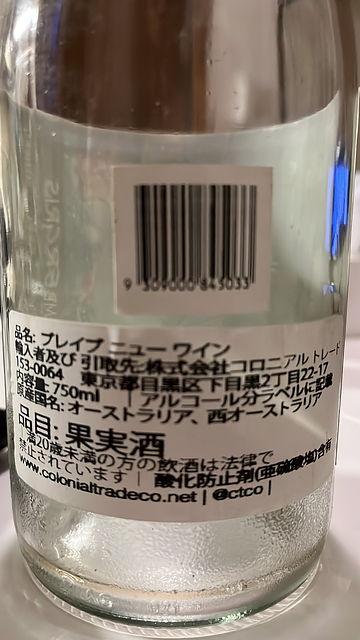 9 309000 845033
品名: ブレイブ ニュー ワイン
輸入者及び 引取先:株式会社コロニアル トレード
153-0064　東京都目黒区下目黒2丁目22-17
内容量: 750ml　| アルコール分ラベルに記載
原産国名: オーストラリア、西オーストラリア
品目: 果実酒
満20歳未満の方の飲酒は法律で
禁止されています | 酸化防止剤(亜硫酸塩)含有
www.colonialtradeco.net | @ctco |